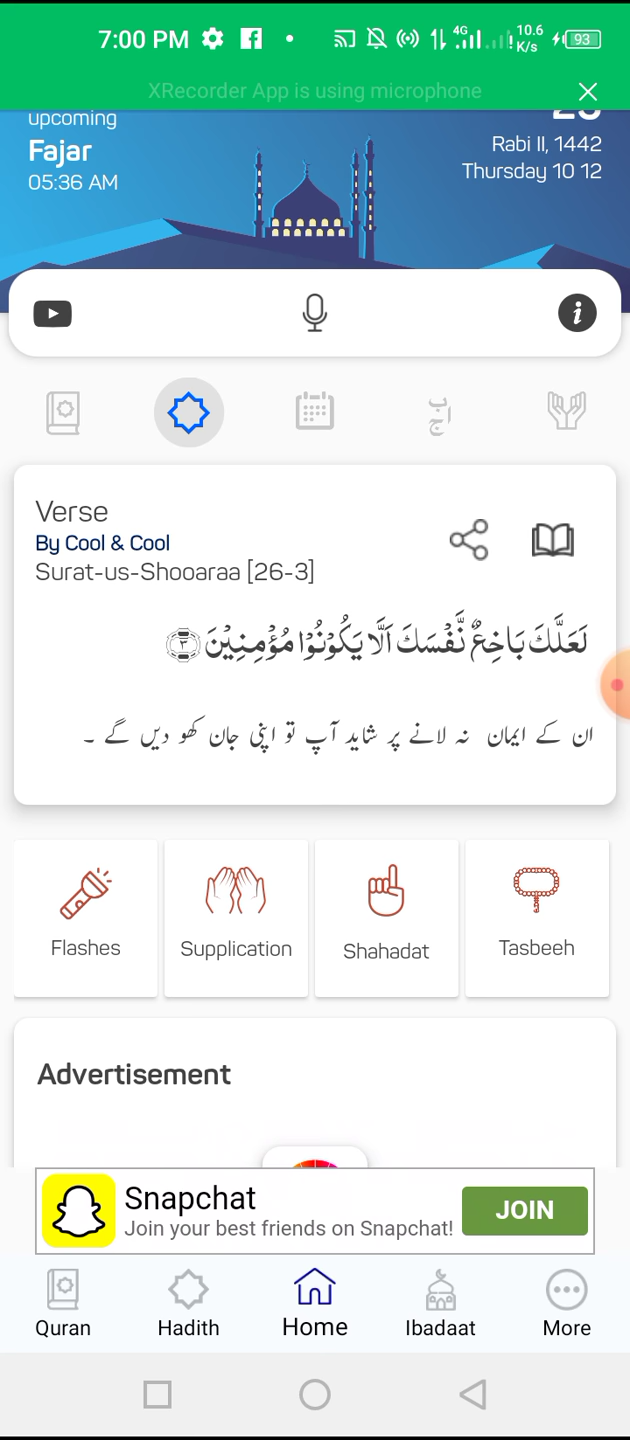 7:00 PM
4G
10.6
K/s
93
XRecorder App is using microphone
upcoming
Fajar
05:36 AM
Rabi II, 1442
Thursday 10 12
ب
ا
ج
Verse
By Cool & Cool
Surat-us-Shooaraa [26-3]
لَعَلَّكَ بَاخِعٌ نَّفْسَكَ اَلَّا يَكُوْنُوْا مُؤْمِنِيْنَ ﴿۳﴾
ان کے ایمان نہ لانے پر شاید آپ تو اپنی جان کھو دیں گے ۔
Flashes
Supplication
Shahadat
Tasbeeh
Advertisement
Snapchat
Join your best friends on Snapchat!
JOIN
Quran
Hadith
Home
Ibadaat
More